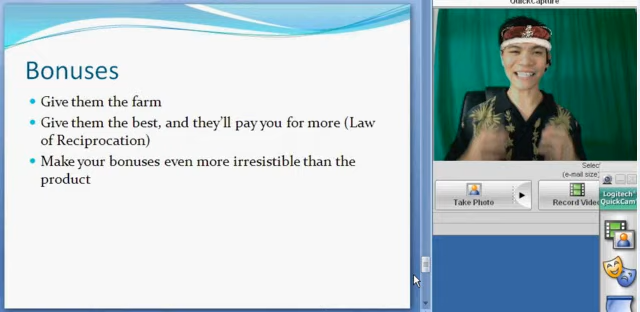 Bonuses
Give them the farm
Give them the best, and they'll pay you for more (Law
of Reciprocation)
Make your bonuses even more irresistible than the
product
QuickCapture
Select
(e-mail size)
Take Photo
Record Video
Logitech
QuickCam